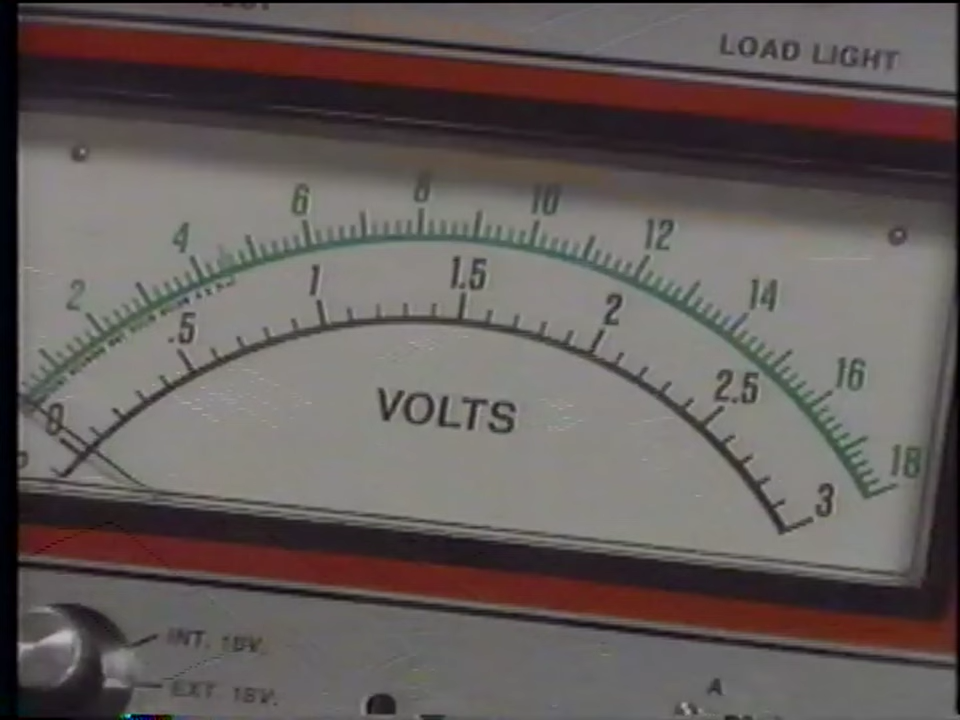 LOAD LIGHT
2 4 6 8 10 12 14 16 18
0 .5 1 1.5 2 2.5 3
VOLTS
INT. 18V.
EXT. 18V.
A